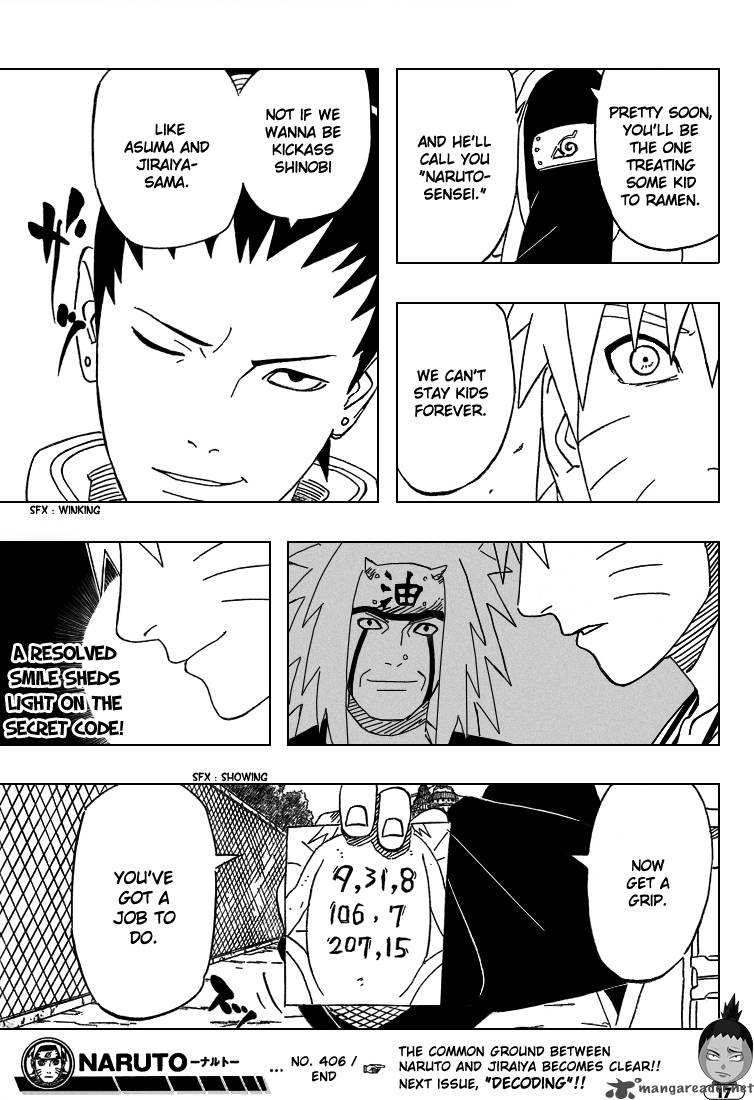 PRETTY SOON,
YOU'LL BE
THE ONE
TREATING
SOME KID
TO RAMEN.
AND HE'LL
CALL YOU
"NARUTO-
SENSEI."
WE CAN'T
STAY KIDS
FOREVER.
NOT IF WE
WANNA BE
KICKASS
SHINOBI
LIKE
ASUMA AND
JIRAIYA-
SAMA.
SFX : WINKING
油
A RESOLVED
SMILE SHEDS
LIGHT ON THE
SECRET CODE!
SFX : SHOWING
NOW
GET A
GRIP.
9,31,8
106,7
207,15
YOU'VE
GOT A
JOB TO
DO.
NARUTO ーナルトー
... NO. 406 /
END
☞ THE COMMON GROUND BETWEEN
NARUTO AND JIRAIYA BECOMES CLEAR!!
NEXT ISSUE, "DECODING"!!
mangareader.net
17